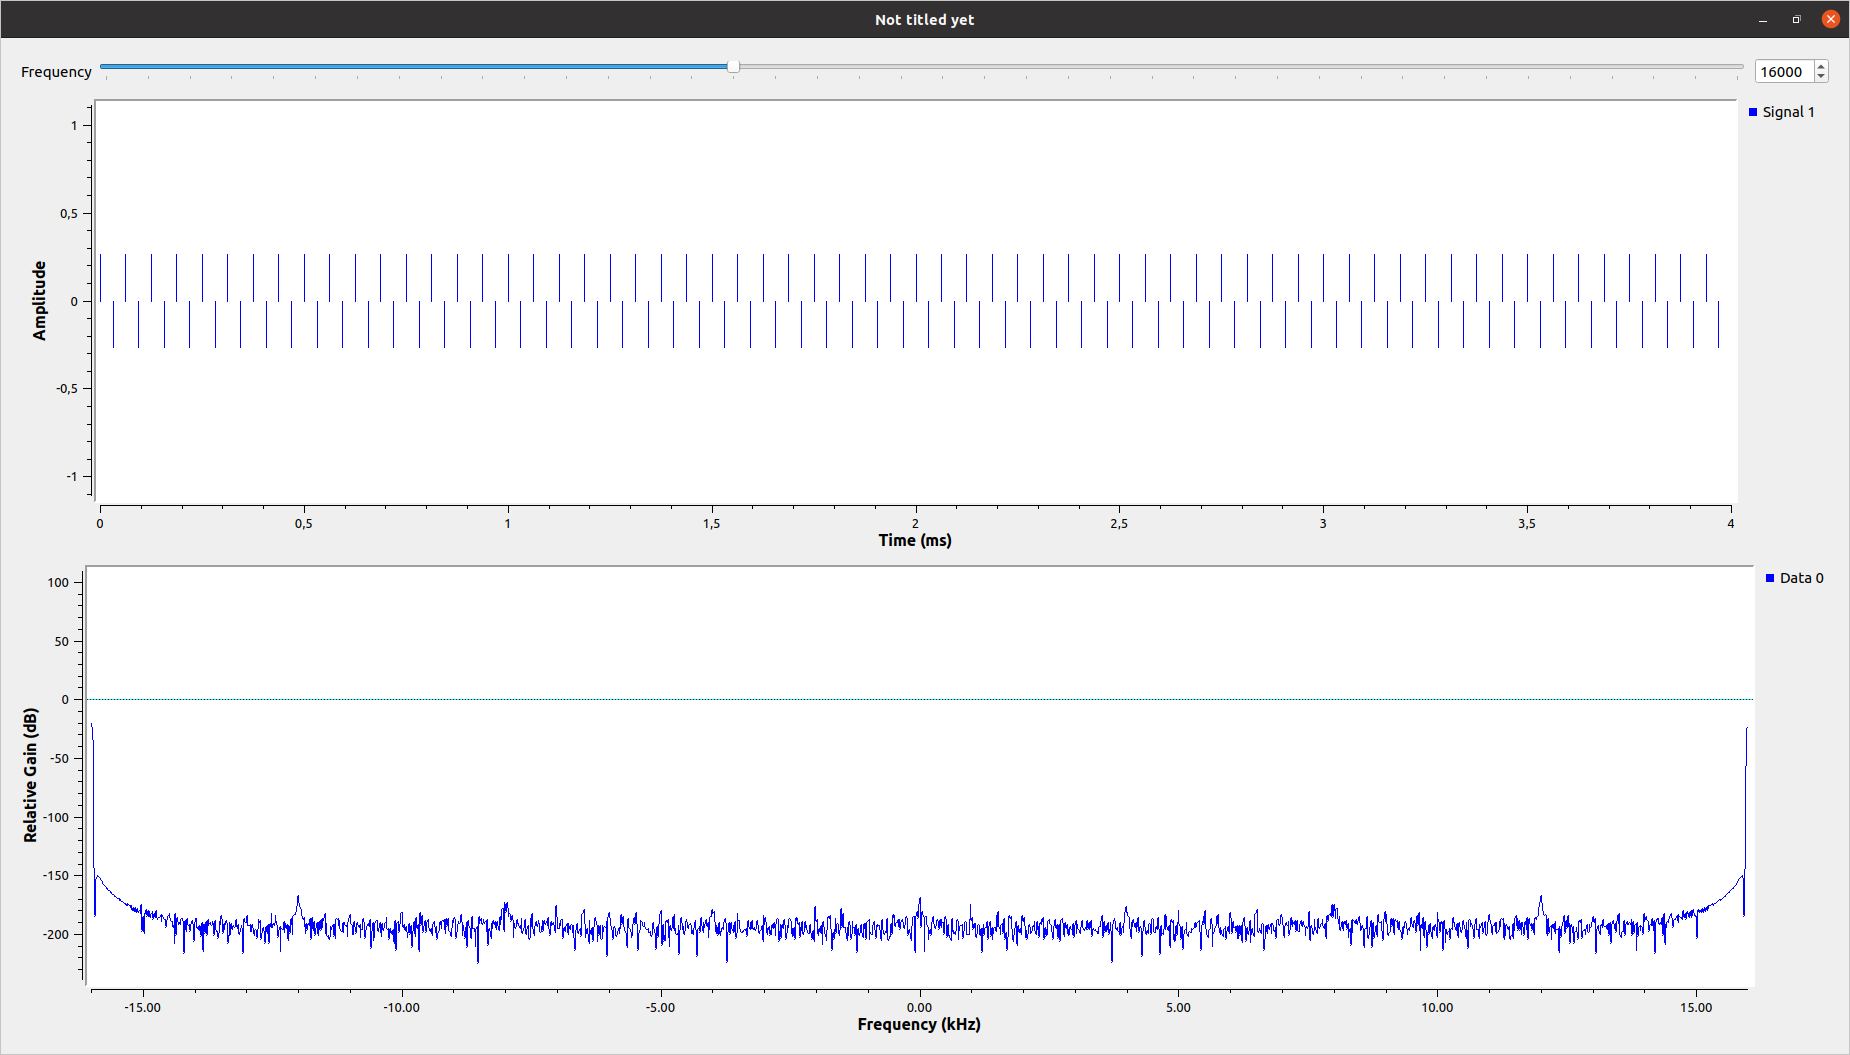 Not titled yet
Frequency
16000
Signal 1
Amplitude
1
0,5
0
-0,5
-1
0 0,5 1 1,5 2 2,5 3 3,5 4
Time (ms)
Data 0
Relative Gain (dB)
100
50
0
-50
-100
-150
-200
-15.00 -10.00 -5.00 0.00 5.00 10.00 15.00
Frequency (kHz)